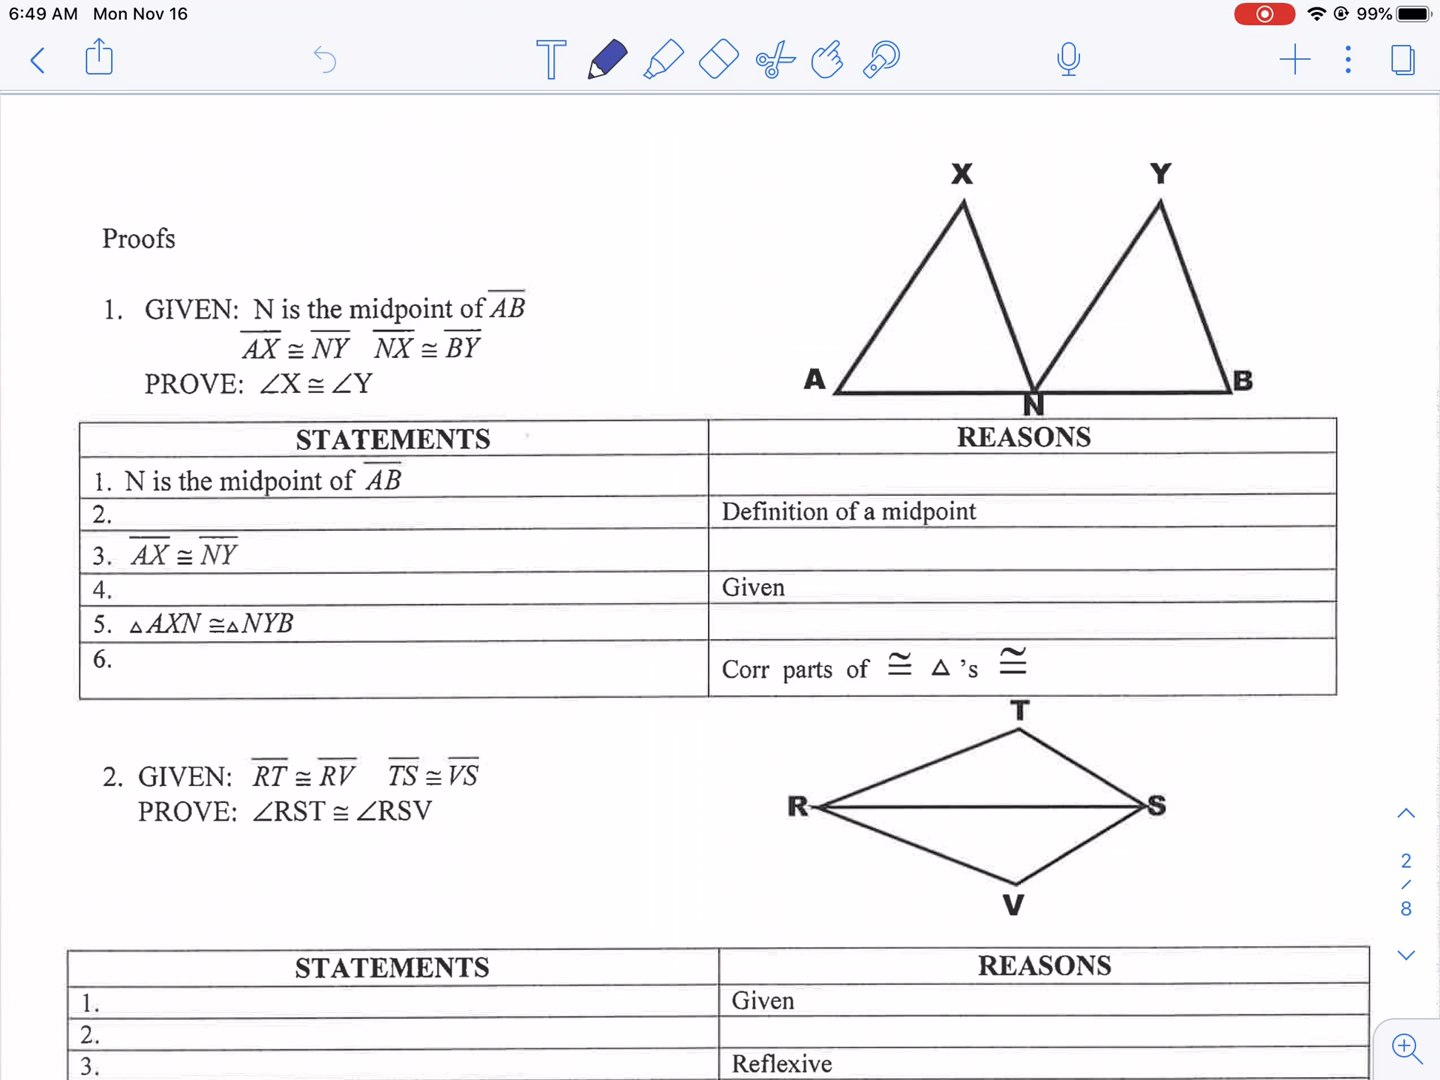 6:49 AM Mon Nov 16
99%
T
X
Y
Proofs
1. GIVEN: N is the midpoint of AB
AX ≅ NY NX ≅ BY
PROVE: ∠X ≅ ∠Y
A
B
N
STATEMENTS REASONS
1. N is the midpoint of AB
2. Definition of a midpoint
3. AX ≅ NY
4. Given
5. △AXN ≅△NYB
6. Corr parts of ≅ △'s ≅
T
2. GIVEN: RT ≅ RV TS ≅ VS
PROVE: ∠RST ≅ ∠RSV
R
S
V
2
/
8
STATEMENTS REASONS
1. Given
2.
3. Reflexive